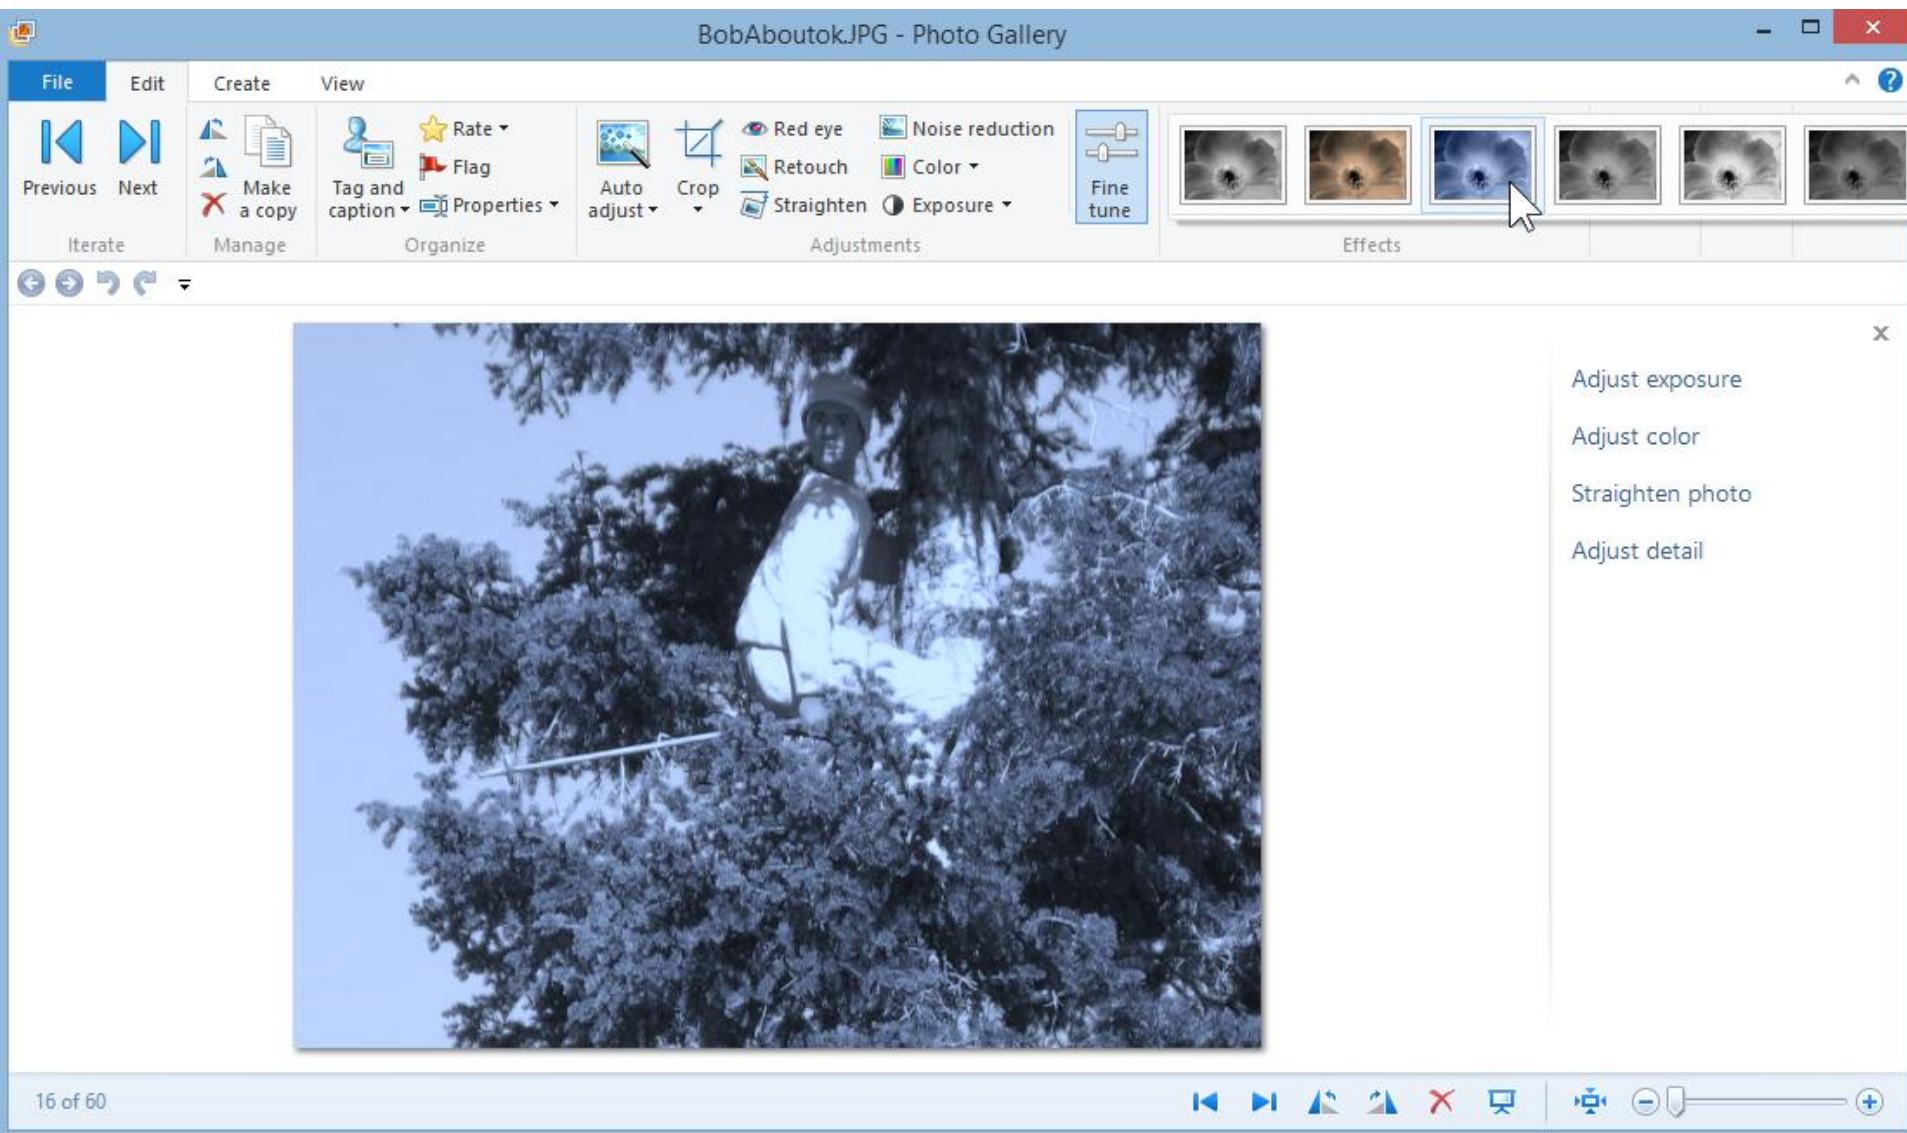 BobAboutok.JPG - Photo Gallery
File Edit Create View
Previous Next
Make a copy
Tag and caption
Rate
Flag
Properties
Auto adjust
Crop
Red eye
Retouch
Straighten
Noise reduction
Color
Exposure
Fine tune
Iterate Manage Organize Adjustments Effects
Adjust exposure
Adjust color
Straighten photo
Adjust detail
16 of 60